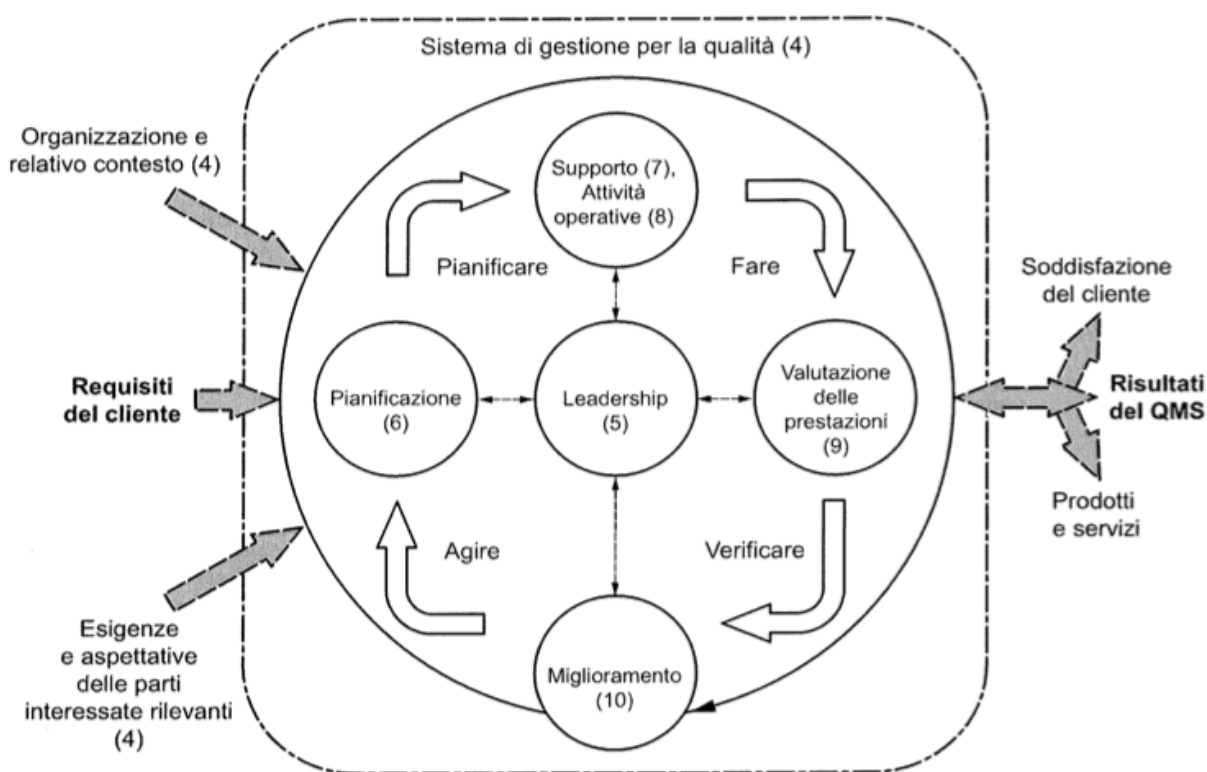 Sistema di gestione per la qualità (4)
Organizzazione e
relativo contesto (4)
Supporto (7),
Attività
operative (8)
Pianificare
Fare
Soddisfazione
del cliente
Requisiti
del cliente
Pianificazione
(6)
Leadership
(5)
Valutazione
delle
prestazioni
(9)
Risultati
del QMS
Prodotti
e servizi
Agire
Verificare
Esigenze
e aspettative
delle parti
interessate rilevanti
(4)
Miglioramento
(10)